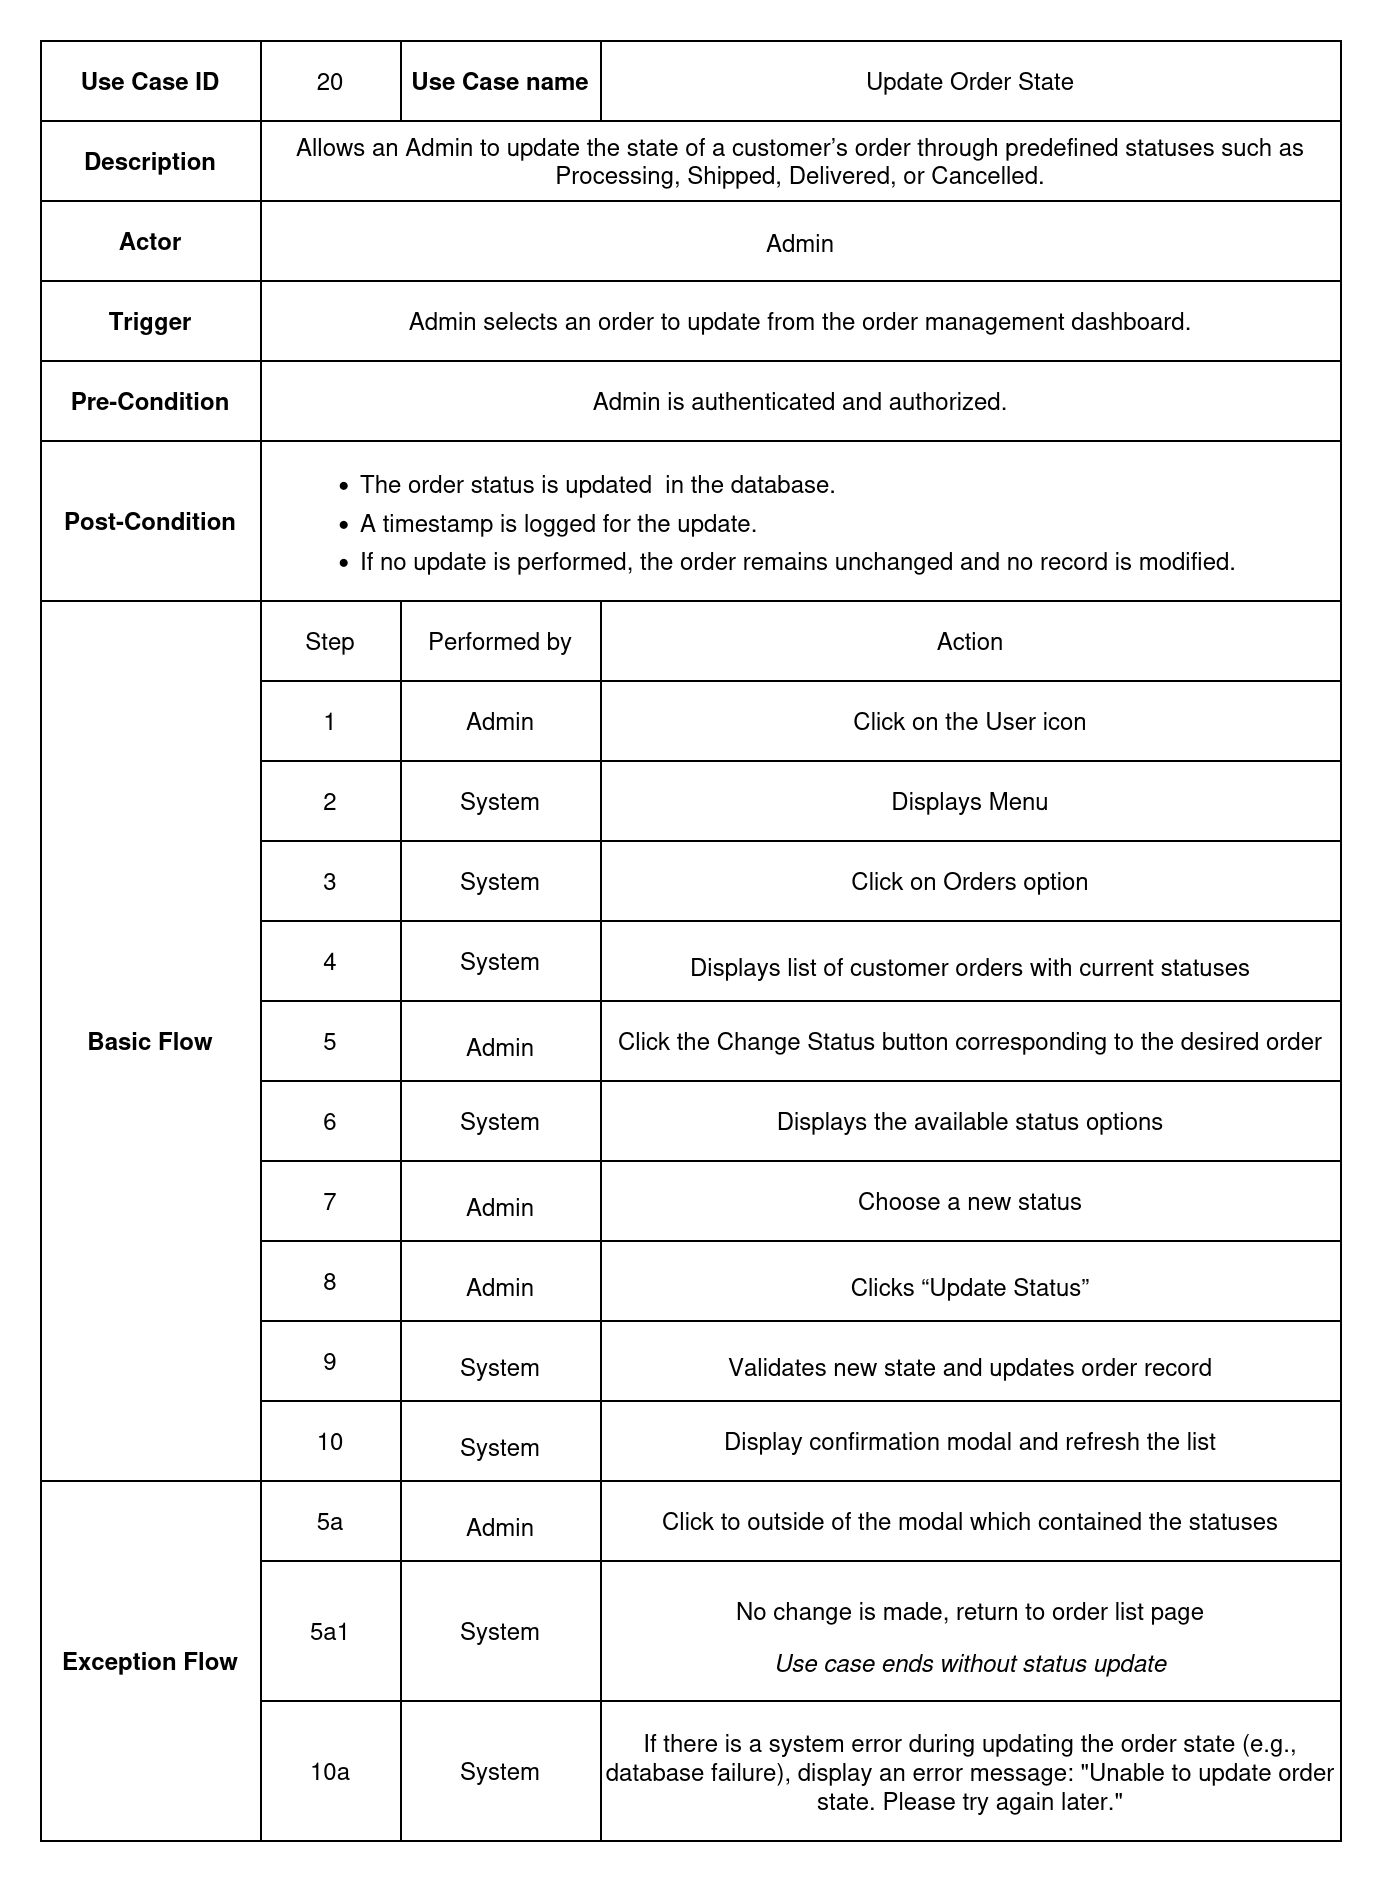 Use Case ID 20 Use Case name Update Order State
Description
Allows an Admin to update the state of a customer’s order through predefined statuses such as
Processing, Shipped, Delivered, or Cancelled.
Actor Admin
Trigger Admin selects an order to update from the order management dashboard.
Pre-Condition Admin is authenticated and authorized.
Post-Condition
• The order status is updated  in the database.
• A timestamp is logged for the update.
• If no update is performed, the order remains unchanged and no record is modified.
Basic Flow
Step Performed by Action
1 Admin Click on the User icon
2 System Displays Menu
3 System Click on Orders option
4 System Displays list of customer orders with current statuses
5 Admin Click the Change Status button corresponding to the desired order
6 System Displays the available status options
7 Admin Choose a new status
8 Admin Clicks “Update Status”
9 System Validates new state and updates order record
10 System Display confirmation modal and refresh the list
Exception Flow
5a Admin Click to outside of the modal which contained the statuses
5a1 System No change is made, return to order list page
Use case ends without status update
10a System If there is a system error during updating the order state (e.g.,
database failure), display an error message: "Unable to update order
state. Please try again later."